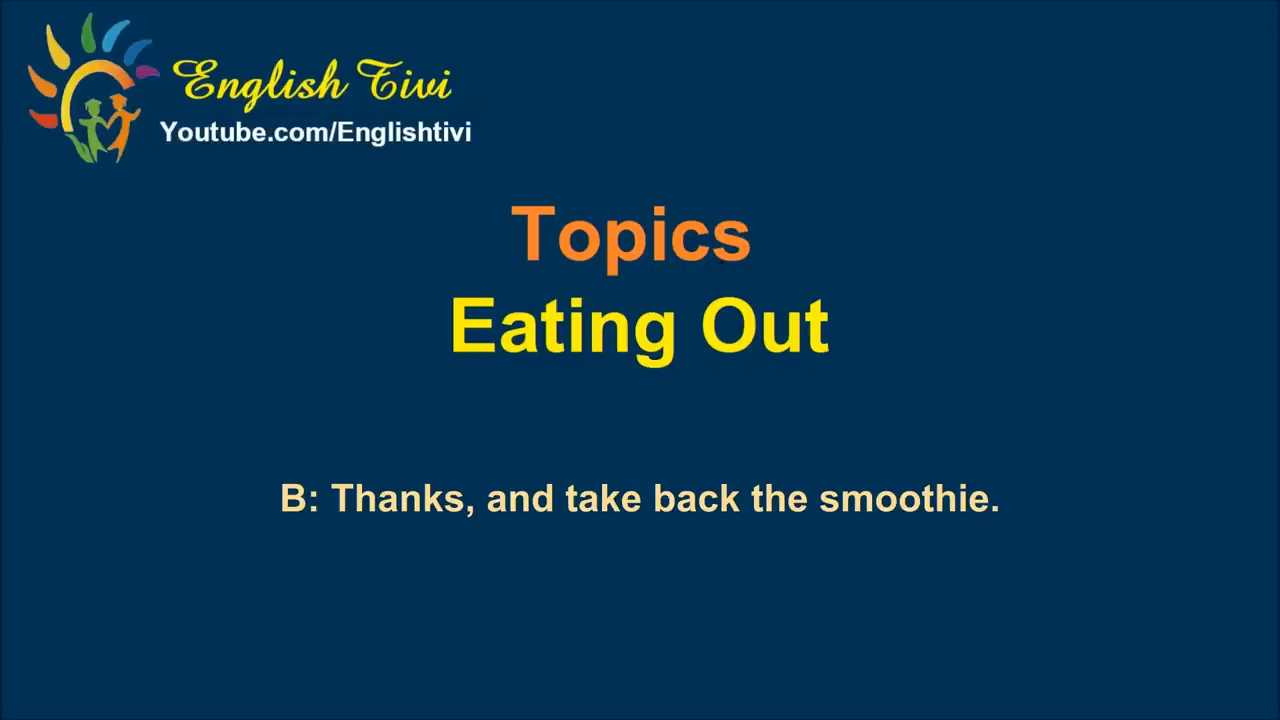 English Tivi
Youtube.com/Englishtivi
Topics
Eating Out
B: Thanks, and take back the smoothie.